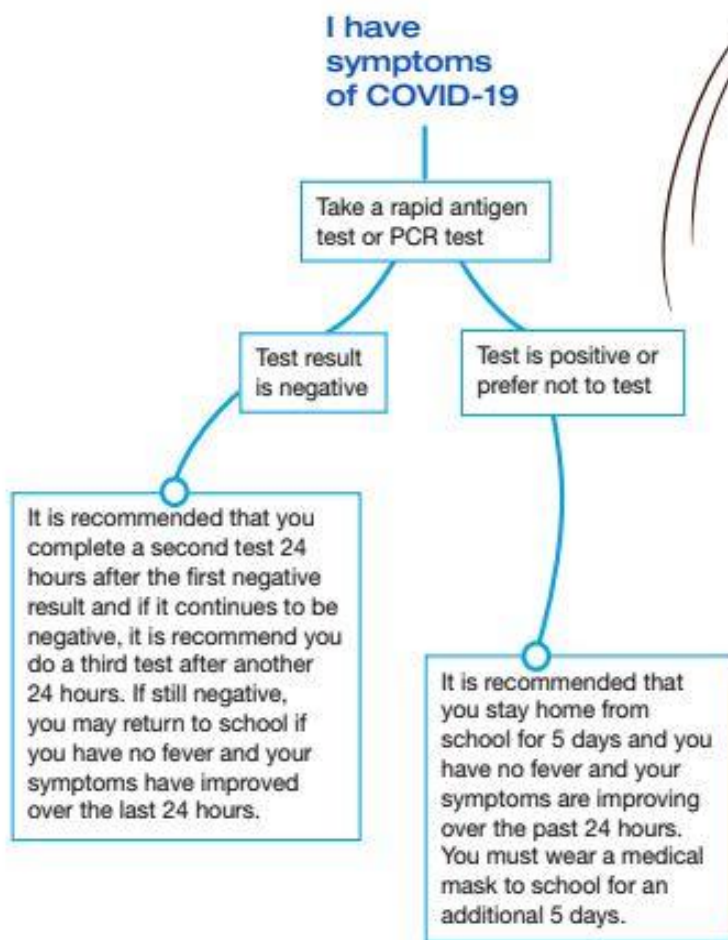 I have
symptoms
of COVID-19
Take a rapid antigen
test or PCR test
Test result
is negative
Test is positive or
prefer not to test
It is recommended that you
complete a second test 24
hours after the first negative
result and if it continues to be
negative, it is recommend you
do a third test after another
24 hours. If still negative,
you may return to school if
you have no fever and your
symptoms have improved
over the last 24 hours.
It is recommended that
you stay home from
school for 5 days and you
have no fever and your
symptoms are improving
over the past 24 hours.
You must wear a medical
mask to school for an
additional 5 days.